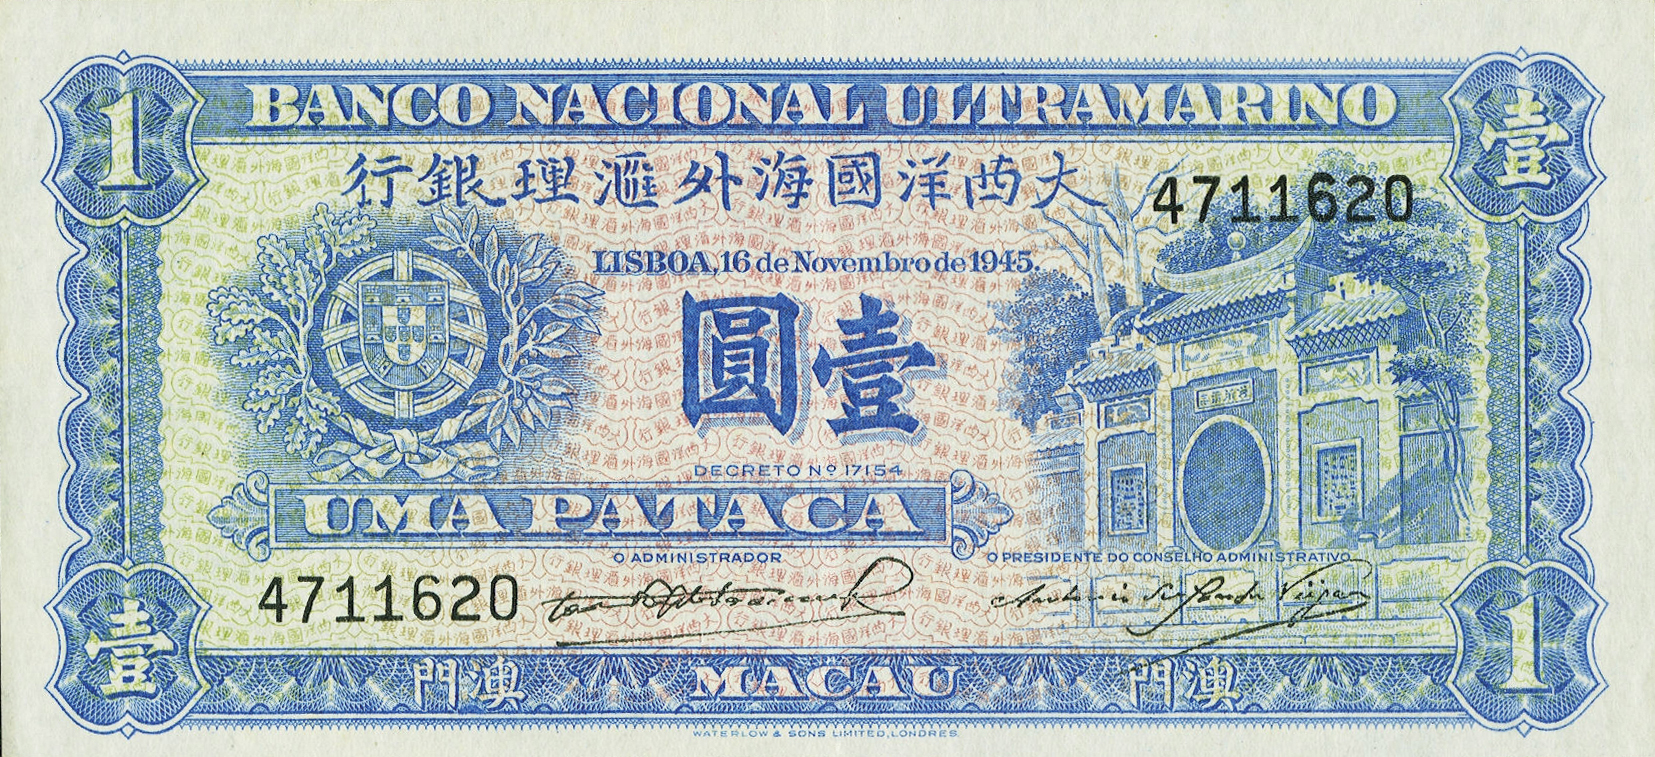 1
BANCO NACIONAL ULTRAMARINO
壹
行銀理滙外海國洋西大
4711620
LISBOA, 16 de Novembro de 1945.
圓壹
DECRETO Nº 17154
UMA PATACA
O ADMINISTRADOR
O PRESIDENTE DO CONSELHO ADMINISTRATIVO
4711620
壹
門澳
MACAU
門澳
1
WATERLOW & SONS LIMITED, LONDRES.